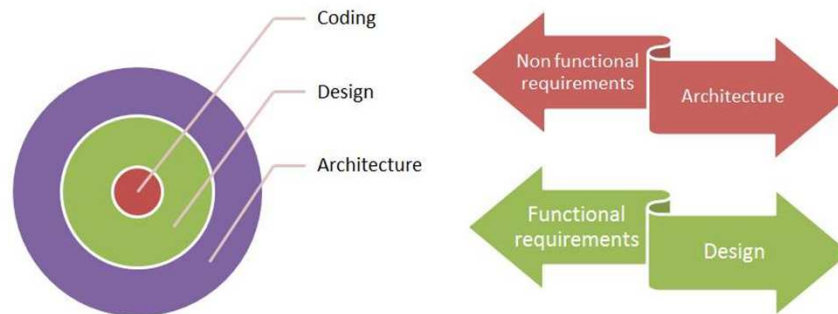 Coding
Design
Architecture
Non functional
requirements
Architecture
Functional
requirements
Design